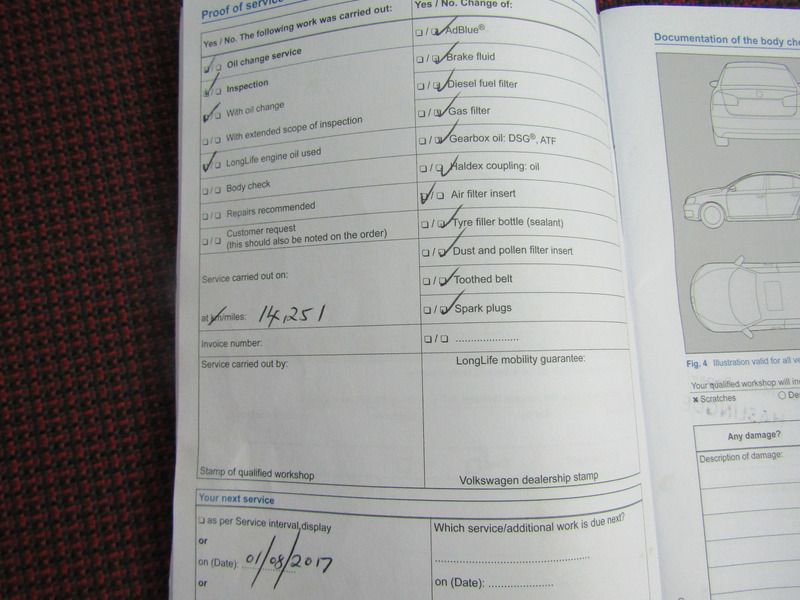 Proof of service
Yes / No. The following work was carried out:
❏ / ❏ Oil change service
❏ / ❏ Inspection
❏ / ❏ With oil change
❏ / ❏ With extended scope of inspection
❏ / ❏ LongLife engine oil used
❏ / ❏ Body check
❏ / ❏ Repairs recommended
❏ / ❏ Customer request
(this should also be noted on the order)
Service carried out on:
at km/miles: 14,251
Invoice number:
Service carried out by:
Stamp of qualified workshop
Yes / No. Change of:
❏ / ❏ AdBlue®
❏ / ❏ Brake fluid
❏ / ❏ Diesel fuel filter
❏ / ❏ Gas filter
❏ / ❏ Gearbox oil: DSG®, ATF
❏ / ❏ Haldex coupling: oil
❏ / ❏ Air filter insert
❏ / ❏ Tyre filler bottle (sealant)
❏ / ❏ Dust and pollen filter insert
❏ / ❏ Toothed belt
❏ / ❏ Spark plugs
❏ / ❏ .....................
LongLife mobility guarantee:
Volkswagen dealership stamp
Your next service
❏ as per Service interval display
or
on (Date): 01/08/2017
or
Which service/additional work is due next?
..................................................
on (Date): .....................
Documentation of the body che
Fig. 4 Illustration valid for all ve
Your qualified workshop will in
✖ Scratches
O De
Any damage?
Description of damage: